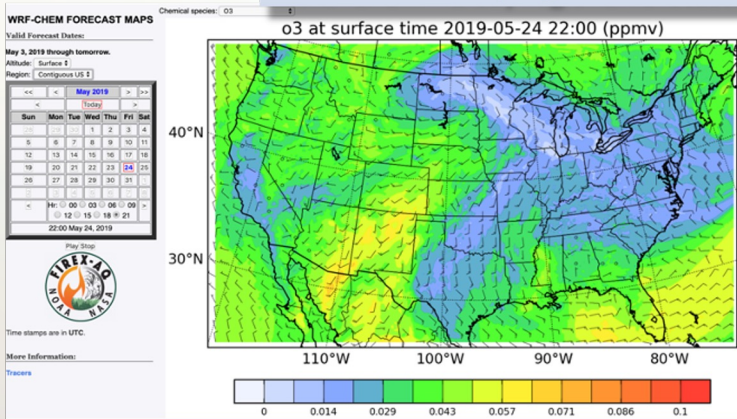 Chemical species: O3
WRF-CHEM FORECAST MAPS
Valid Forecast Dates:
May 3, 2019 through tomorrow.
Altitude: Surface
Region: Contiguous US
<< < May 2019 > >>
< Today >
Sun Mon Tue Wed Thu Fri Sat
28 29 30 1 2 3 4
5 6 7 8 9 10 11
12 13 14 15 16 17 18
19 20 21 22 23 24 25
26 27 28 29 30 31
< Hr: 00 03 06 09 >
12 15 18 21
22:00 May 24, 2019
Play Stop
FIREX-AQ
NOAA NASA
Time stamps are in UTC.
More Information:
Tracers
o3 at surface time 2019-05-24 22:00 (ppmv)
40°N
30°N
110°W 100°W 90°W 80°W
0 0.014 0.029 0.043 0.057 0.071 0.086 0.1